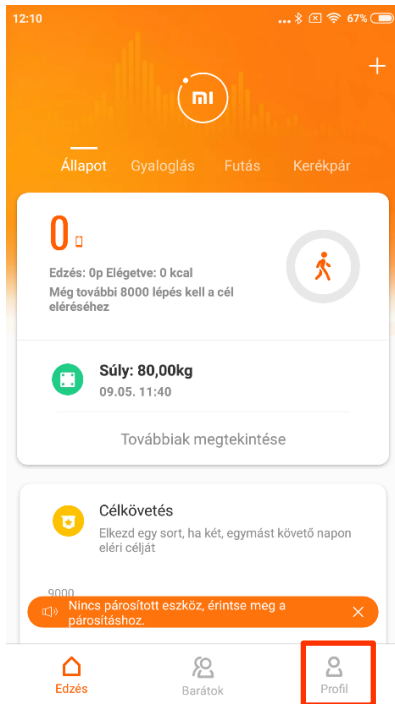 12:10
67%
mı
Állapot Gyaloglás Futás Kerékpár
0
Edzés: 0p Elégetve: 0 kcal
Még további 8000 lépés kell a cél
eléréséhez
Súly: 80,00kg
09.05. 11:40
Továbbiak megtekintése
Célkövetés
Elkezd egy sort, ha két, egymást követő napon
eléri célját
9000
Nincs párosított eszköz, érintse meg a
párosításhoz.
Edzés Barátok Profil